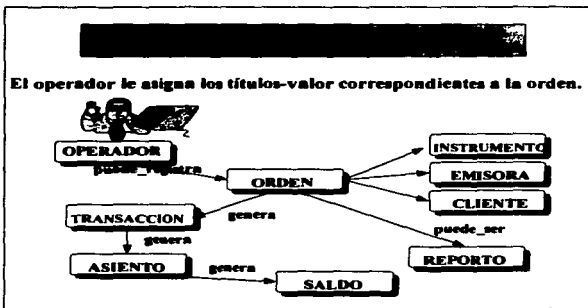 El operador le asigna los títulos-valor correspondientes a la orden.
OPERADOR
puede_registra
INSTRUMENTO
ORDEN
EMISORA
CLIENTE
TRANSACCION
genera
puede_ser
genera
ASIENTO
genera
SALDO
REPORTO